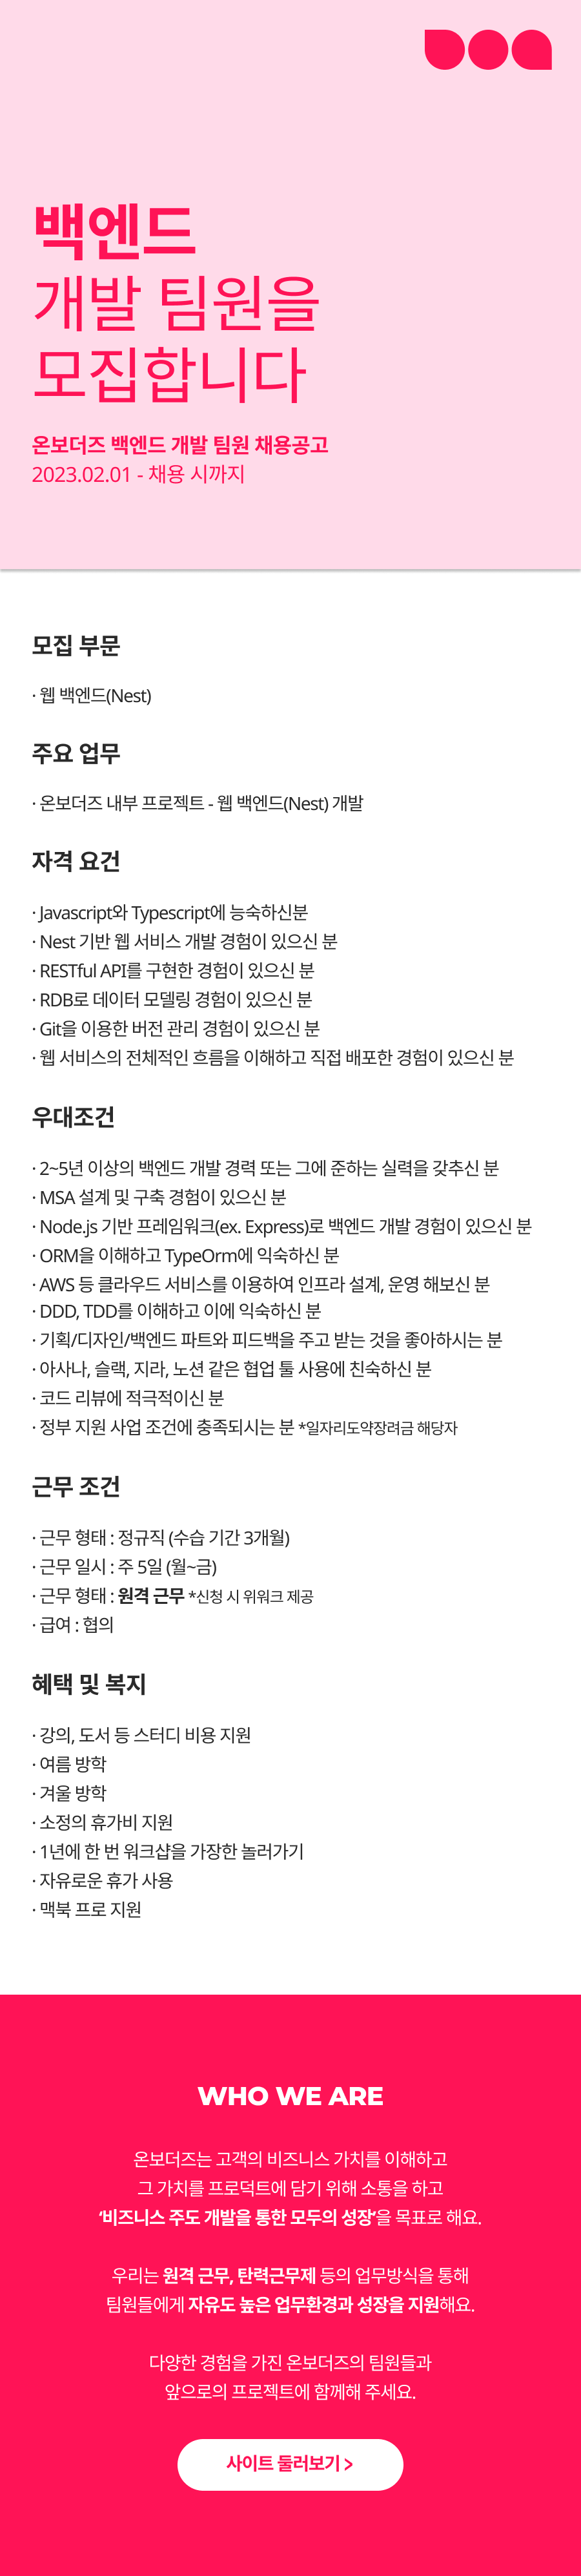 백엔드
개발 팀원을
모집합니다
온보더즈 백엔드 개발 팀원 채용공고
2023.02.01 - 채용 시까지
모집 부문
· 웹 백엔드(Nest)
주요 업무
· 온보더즈 내부 프로젝트 - 웹 백엔드(Nest) 개발
자격 요건
· Javascript와 Typescript에 능숙하신분
· Nest 기반 웹 서비스 개발 경험이 있으신 분
· RESTful API를 구현한 경험이 있으신 분
· RDB로 데이터 모델링 경험이 있으신 분
· Git을 이용한 버전 관리 경험이 있으신 분
· 웹 서비스의 전체적인 흐름을 이해하고 직접 배포한 경험이 있으신 분
우대조건
· 2~5년 이상의 백엔드 개발 경력 또는 그에 준하는 실력을 갖추신 분
· MSA 설계 및 구축 경험이 있으신 분
· Node.js 기반 프레임워크(ex. Express)로 백엔드 개발 경험이 있으신 분
· ORM을 이해하고 TypeOrm에 익숙하신 분
· AWS 등 클라우드 서비스를 이용하여 인프라 설계, 운영 해보신 분
· DDD, TDD를 이해하고 이에 익숙하신 분
· 기획/디자인/백엔드 파트와 피드백을 주고 받는 것을 좋아하시는 분
· 아사나, 슬랙, 지라, 노션 같은 협업 툴 사용에 친숙하신 분
· 코드 리뷰에 적극적이신 분
· 정부 지원 사업 조건에 충족되시는 분 *일자리도약장려금 해당자
근무 조건
· 근무 형태 : 정규직 (수습 기간 3개월)
· 근무 일시 : 주 5일 (월~금)
· 근무 형태 : 원격 근무 *신청 시 위워크 제공
· 급여 : 협의
혜택 및 복지
· 강의, 도서 등 스터디 비용 지원
· 여름 방학
· 겨울 방학
· 소정의 휴가비 지원
· 1년에 한 번 워크샵을 가장한 놀러가기
· 자유로운 휴가 사용
· 맥북 프로 지원
WHO WE ARE
온보더즈는 고객의 비즈니스 가치를 이해하고
그 가치를 프로덕트에 담기 위해 소통을 하고
‘비즈니스 주도 개발을 통한 모두의 성장’을 목표로 해요.
우리는 원격 근무, 탄력근무제 등의 업무방식을 통해
팀원들에게 자유도 높은 업무환경과 성장을 지원해요.
다양한 경험을 가진 온보더즈의 팀원들과
앞으로의 프로젝트에 함께해 주세요.
사이트 둘러보기 >